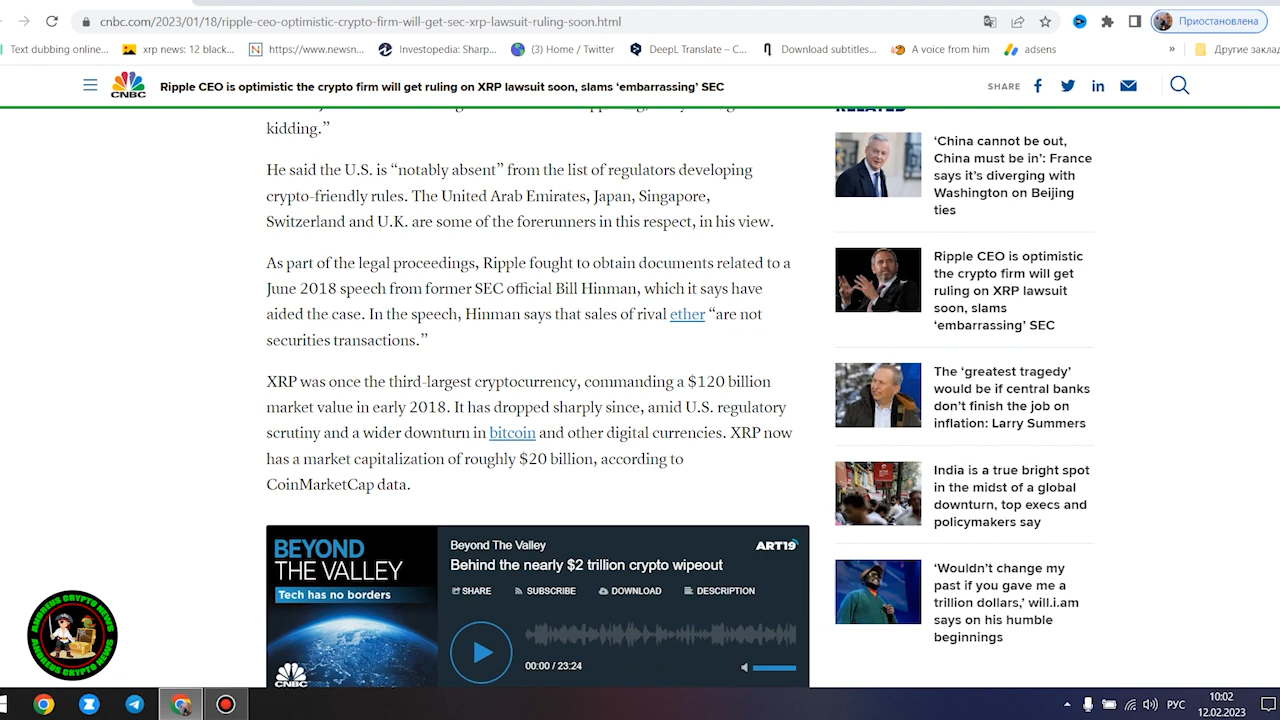 cnbc.com/2023/01/18/ripple-ceo-optimistic-crypto-firm-will-get-sec-xrp-lawsuit-ruling-soon.html
Приостановлена
Text dubbing online...
xrp news: 12 black...
https://www.newsn...
Investopedia: Sharp...
(3) Home / Twitter
DeepL Translate – C...
Download subtitles...
A voice from him
adsens
»
Другие заклад
CNBC
Ripple CEO is optimistic the crypto firm will get ruling on XRP lawsuit soon, slams ‘embarrassing’ SEC
SHARE
kidding.”
He said the U.S. is “notably absent” from the list of regulators developing
crypto-friendly rules. The United Arab Emirates, Japan, Singapore,
Switzerland and U.K. are some of the forerunners in this respect, in his view.
As part of the legal proceedings, Ripple fought to obtain documents related to a
June 2018 speech from former SEC official Bill Hinman, which it says have
aided the case. In the speech, Hinman says that sales of rival ether “are not
securities transactions.”
XRP was once the third-largest cryptocurrency, commanding a $120 billion
market value in early 2018. It has dropped sharply since, amid U.S. regulatory
scrutiny and a wider downturn in bitcoin and other digital currencies. XRP now
has a market capitalization of roughly $20 billion, according to
CoinMarketCap data.
BEYOND
THE VALLEY
Tech has no borders
CNBC
Beyond The Valley
ART19
Behind the nearly $2 trillion crypto wipeout
SHARE
SUBSCRIBE
DOWNLOAD
DESCRIPTION
00:00 / 23:24
RELATED
‘China cannot be out,
China must be in’: France
says it’s diverging with
Washington on Beijing
ties
Ripple CEO is optimistic
the crypto firm will get
ruling on XRP lawsuit
soon, slams
‘embarrassing’ SEC
The ‘greatest tragedy’
would be if central banks
don’t finish the job on
inflation: Larry Summers
India is a true bright spot
in the midst of a global
downturn, top execs and
policymakers say
‘Wouldn’t change my
past if you gave me a
trillion dollars,’ will.i.am
says on his humble
beginnings
ANDREUS CRYPTO NEWS
ANDREUS CRYPTO NEWS
РУС
10:02
12.02.2023